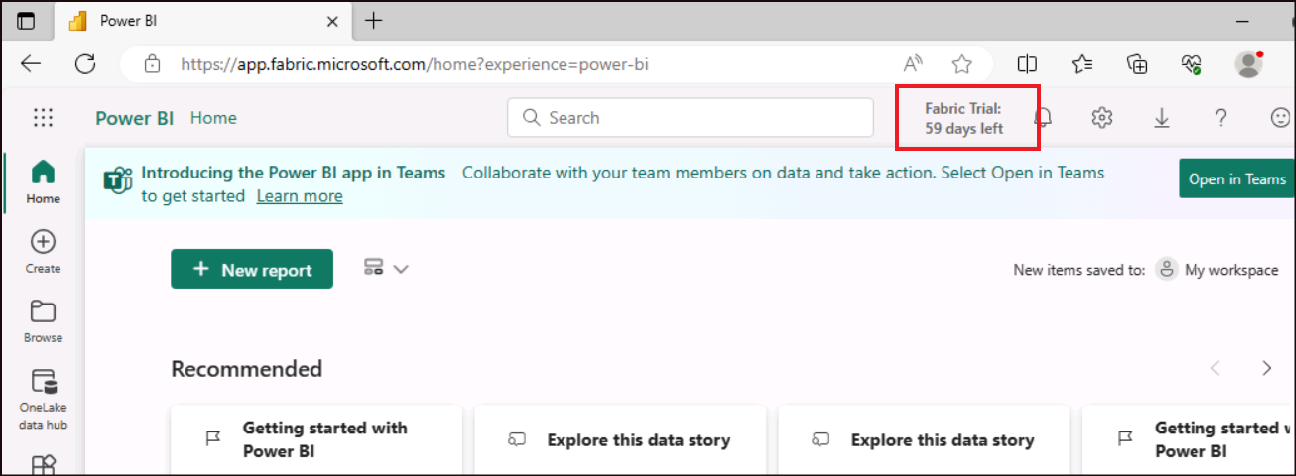 Power BI
https://app.fabric.microsoft.com/home?experience=power-bi
Power BI Home
Search
Fabric Trial:
59 days left
Introducing the Power BI app in Teams Collaborate with your team members on data and take action. Select Open in Teams
to get started Learn more
Open in Teams
Home
Create
Browse
OneLake
data hub
+ New report
New items saved to: My workspace
Recommended
Getting started with
Power BI
Explore this data story
Explore this data story
Getting started
Power BI